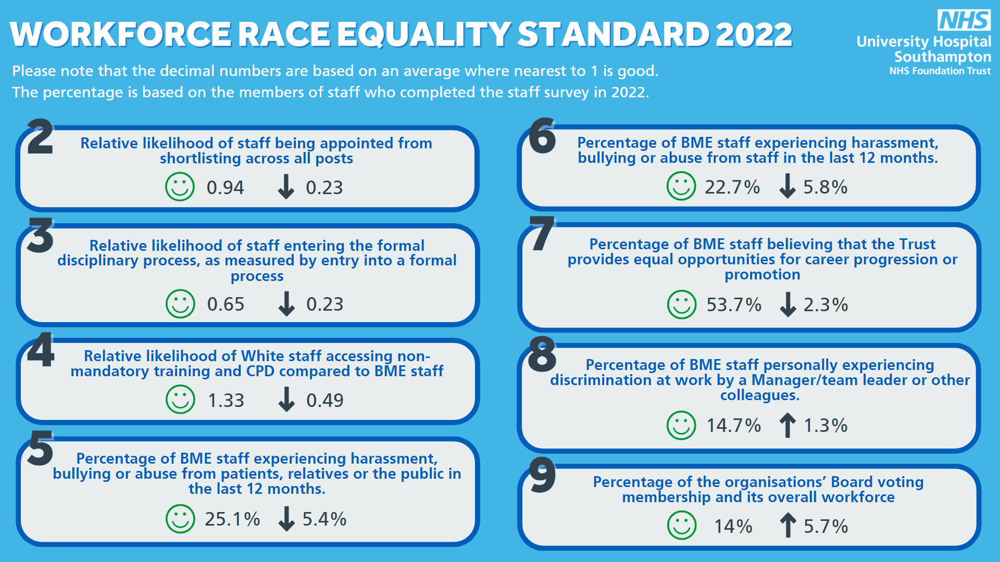 WORKFORCE RACE EQUALITY STANDARD 2022
NHS
University Hospital
Southampton
NHS Foundation Trust
Please note that the decimal numbers are based on an average where nearest to 1 is good.
The percentage is based on the members of staff who completed the staff survey in 2022.
2
Relative likelihood of staff being appointed from
shortlisting across all posts
0.94 ↓ 0.23
3
Relative likelihood of staff entering the formal
disciplinary process, as measured by entry into a formal
process
0.65 ↓ 0.23
4
Relative likelihood of White staff accessing non-
mandatory training and CPD compared to BME staff
1.33 ↓ 0.49
5
Percentage of BME staff experiencing harassment,
bullying or abuse from patients, relatives or the public in
the last 12 months.
25.1% ↓ 5.4%
6
Percentage of BME staff experiencing harassment,
bullying or abuse from staff in the last 12 months.
22.7% ↓ 5.8%
7
Percentage of BME staff believing that the Trust
provides equal opportunities for career progression or
promotion
53.7% ↓ 2.3%
8
Percentage of BME staff personally experiencing
discrimination at work by a Manager/team leader or other
colleagues.
14.7% ↑ 1.3%
9
Percentage of the organisations’ Board voting
membership and its overall workforce
14% ↑ 5.7%